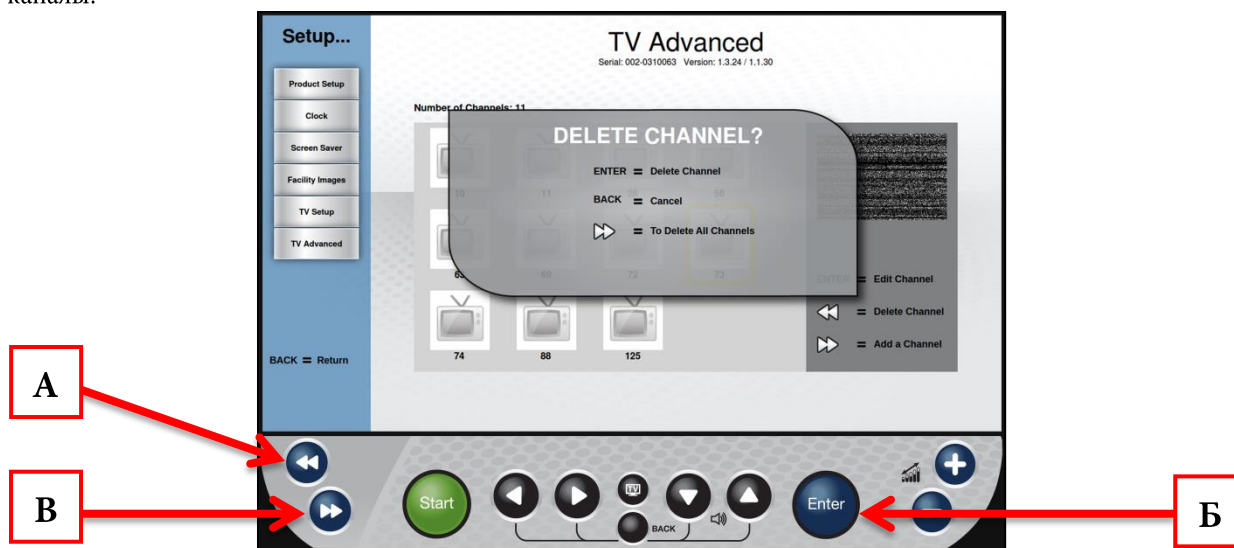 каналы.
Setup...
TV Advanced
Serial: 002-0310063 Version: 1.3.24 / 1.1.30
Product Setup
Clock
Screen Saver
Facility Images
TV Setup
TV Advanced
BACK = Return
Number of Channels: 11
DELETE CHANNEL?
ENTER = Delete Channel
BACK = Cancel
= To Delete All Channels
10 11 50
69 72 73
74 88 125
ENTER = Edit Channel
= Delete Channel
= Add a Channel
А
В
Б
Start
TV
BACK
Enter